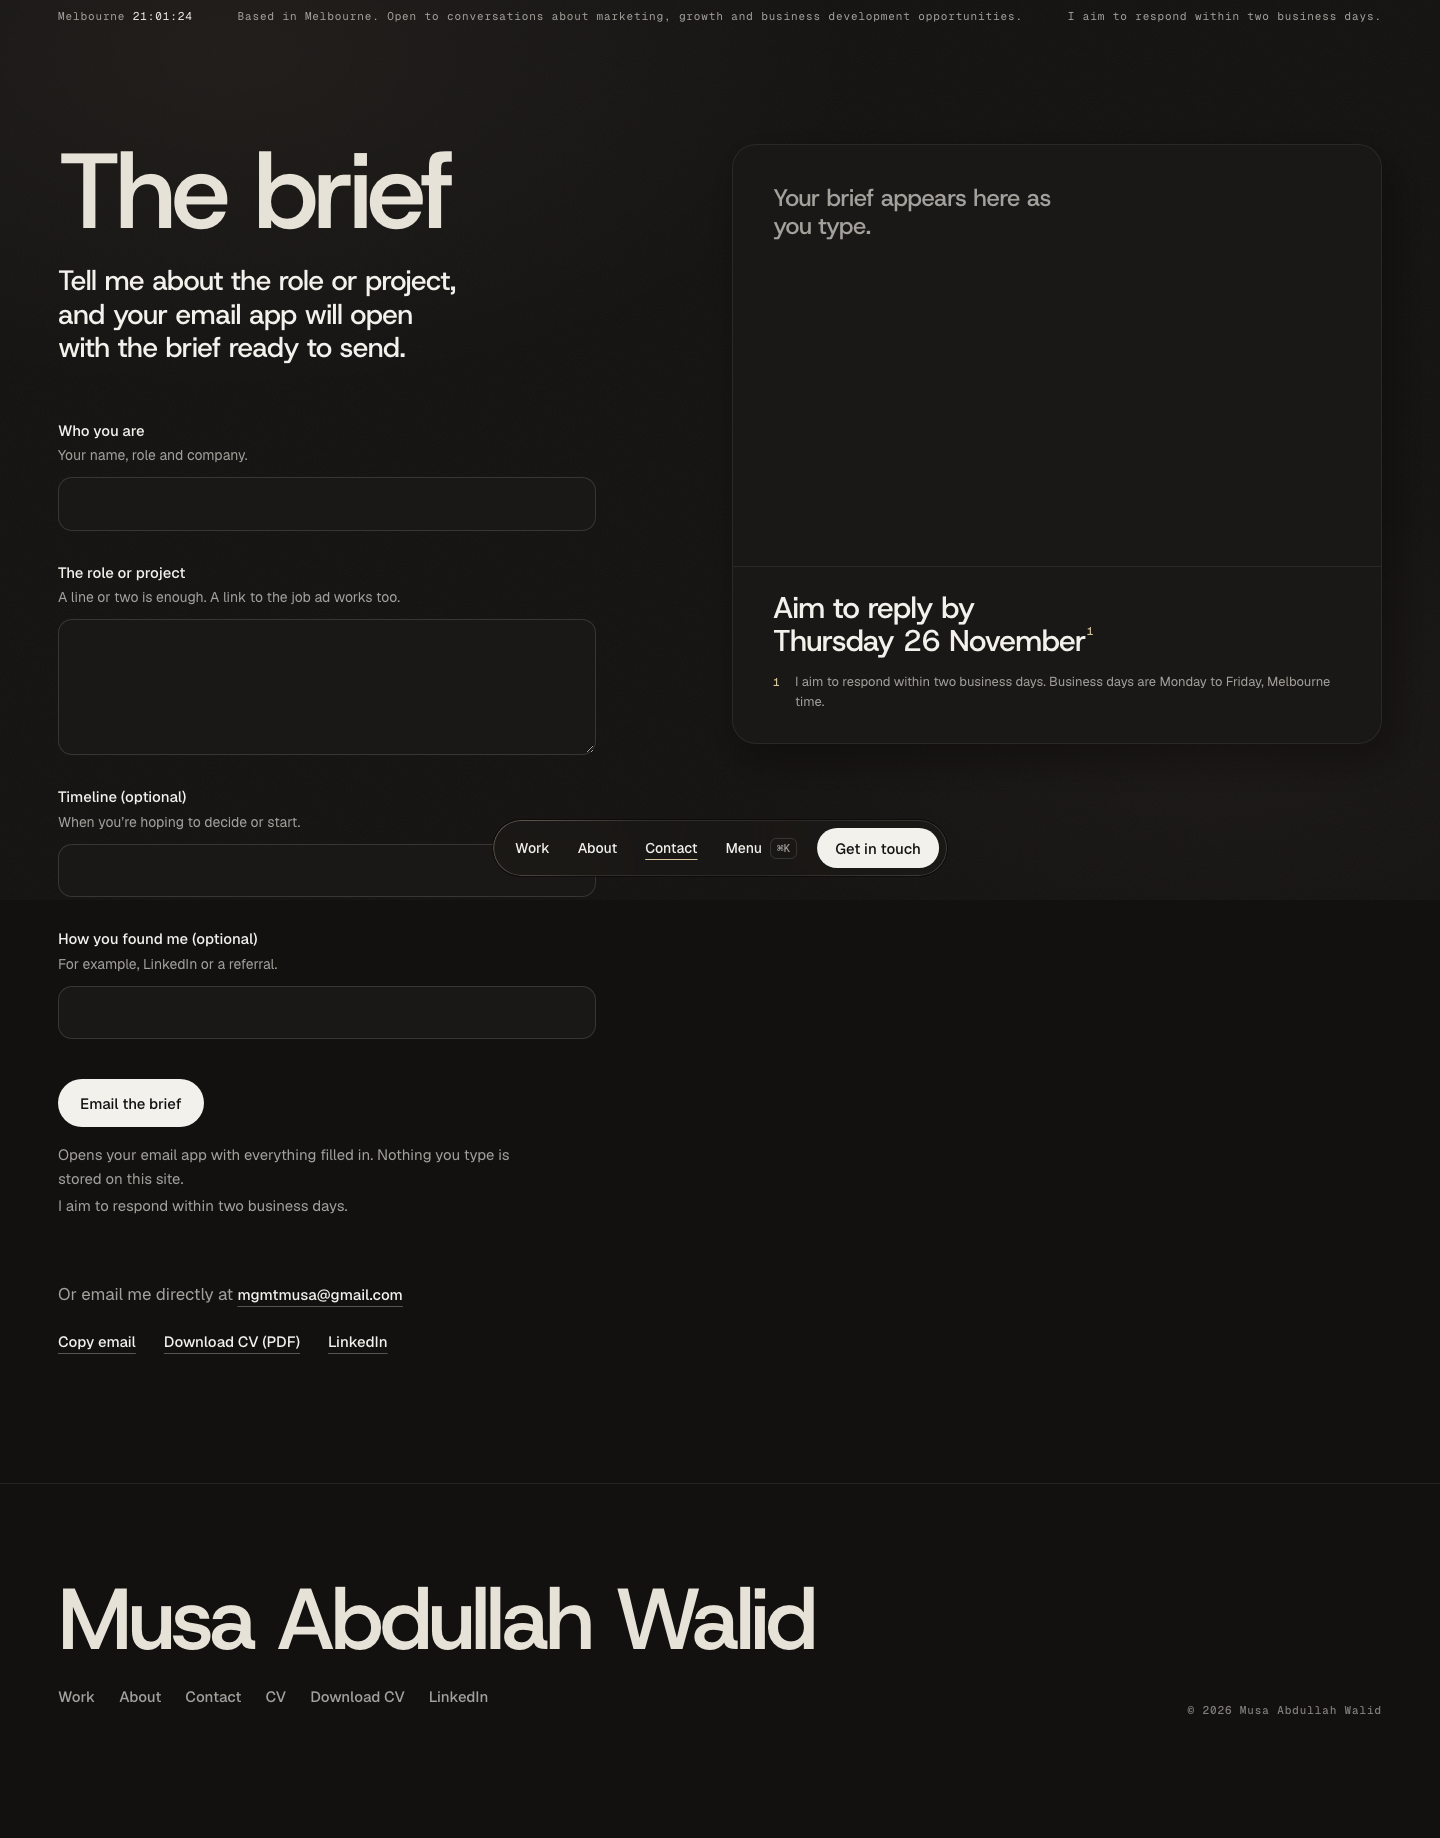 Melbourne 21:01:24
Based in Melbourne. Open to conversations about marketing, growth and business development opportunities.
I aim to respond within two business days.
The brief
Tell me about the role or project,
and your email app will open
with the brief ready to send.
Who you are
Your name, role and company.
The role or project
A line or two is enough. A link to the job ad works too.
Timeline (optional)
When you're hoping to decide or start.
How you found me (optional)
For example, LinkedIn or a referral.
Email the brief
Opens your email app with everything filled in. Nothing you type is
stored on this site.
I aim to respond within two business days.
Or email me directly at mgmtmusa@gmail.com
Copy email
Download CV (PDF)
LinkedIn
Your brief appears here as
you type.
Aim to reply by
Thursday 26 November1
1 I aim to respond within two business days. Business days are Monday to Friday, Melbourne
time.
Work
About
Contact
Menu ⌘K
Get in touch
Musa Abdullah Walid
Work
About
Contact
CV
Download CV
LinkedIn
© 2026 Musa Abdullah Walid